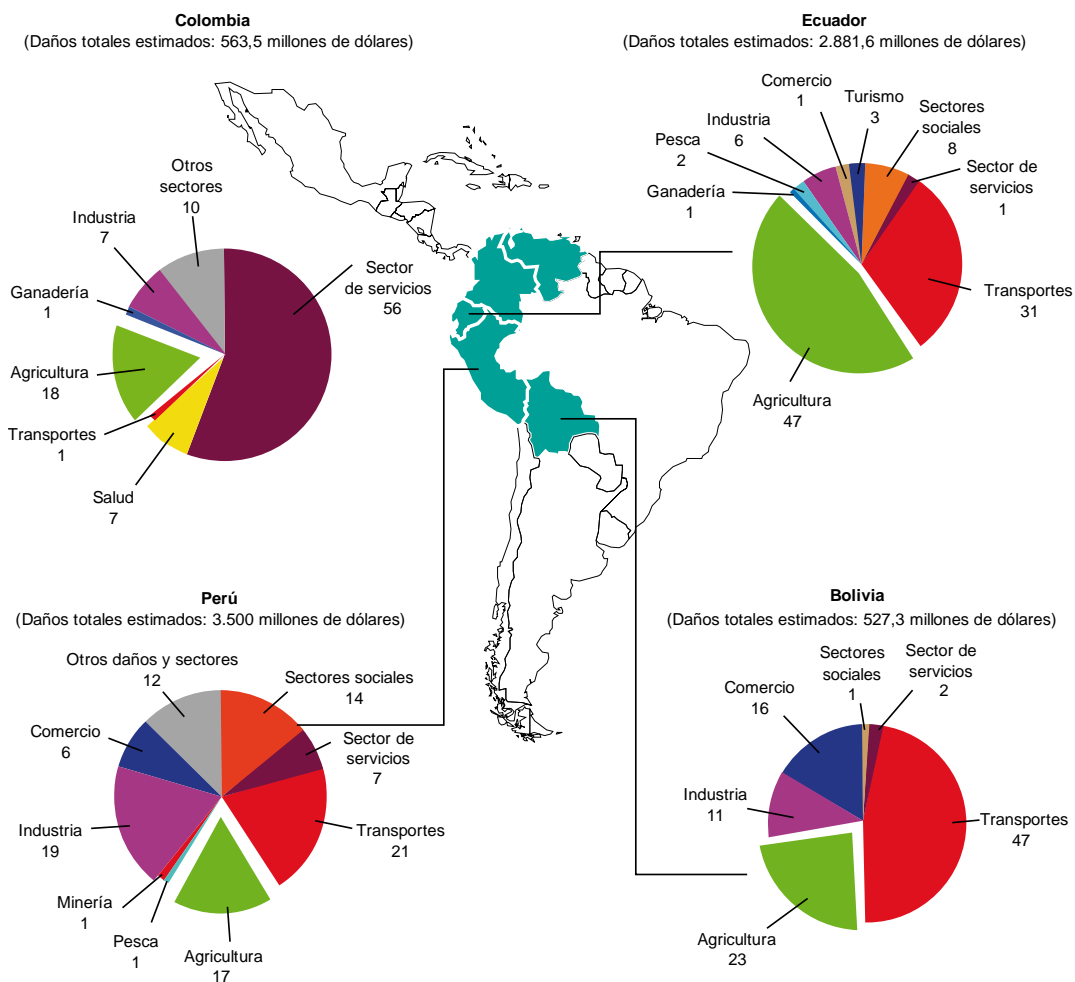 Colombia
(Daños totales estimados: 563,5 millones de dólares)
Otros
sectores
10
Industria
7
Ganadería
1
Agricultura
18
Transportes
1
Salud
7
Sector
de servicios
56
Ecuador
(Daños totales estimados: 2.881,6 millones de dólares)
Comercio
1
Turismo
3
Industria
6
Sectores
sociales
8
Pesca
2
Sector de
servicios
1
Ganadería
1
Transportes
31
Agricultura
47
Perú
(Daños totales estimados: 3.500 millones de dólares)
Otros daños y sectores
12
Sectores sociales
14
Comercio
6
Sector de
servicios
7
Industria
19
Transportes
21
Minería
1
Pesca
1
Agricultura
17
Bolivia
(Daños totales estimados: 527,3 millones de dólares)
Sectores
sociales
1
Sector de
servicios
2
Comercio
16
Industria
11
Transportes
47
Agricultura
23